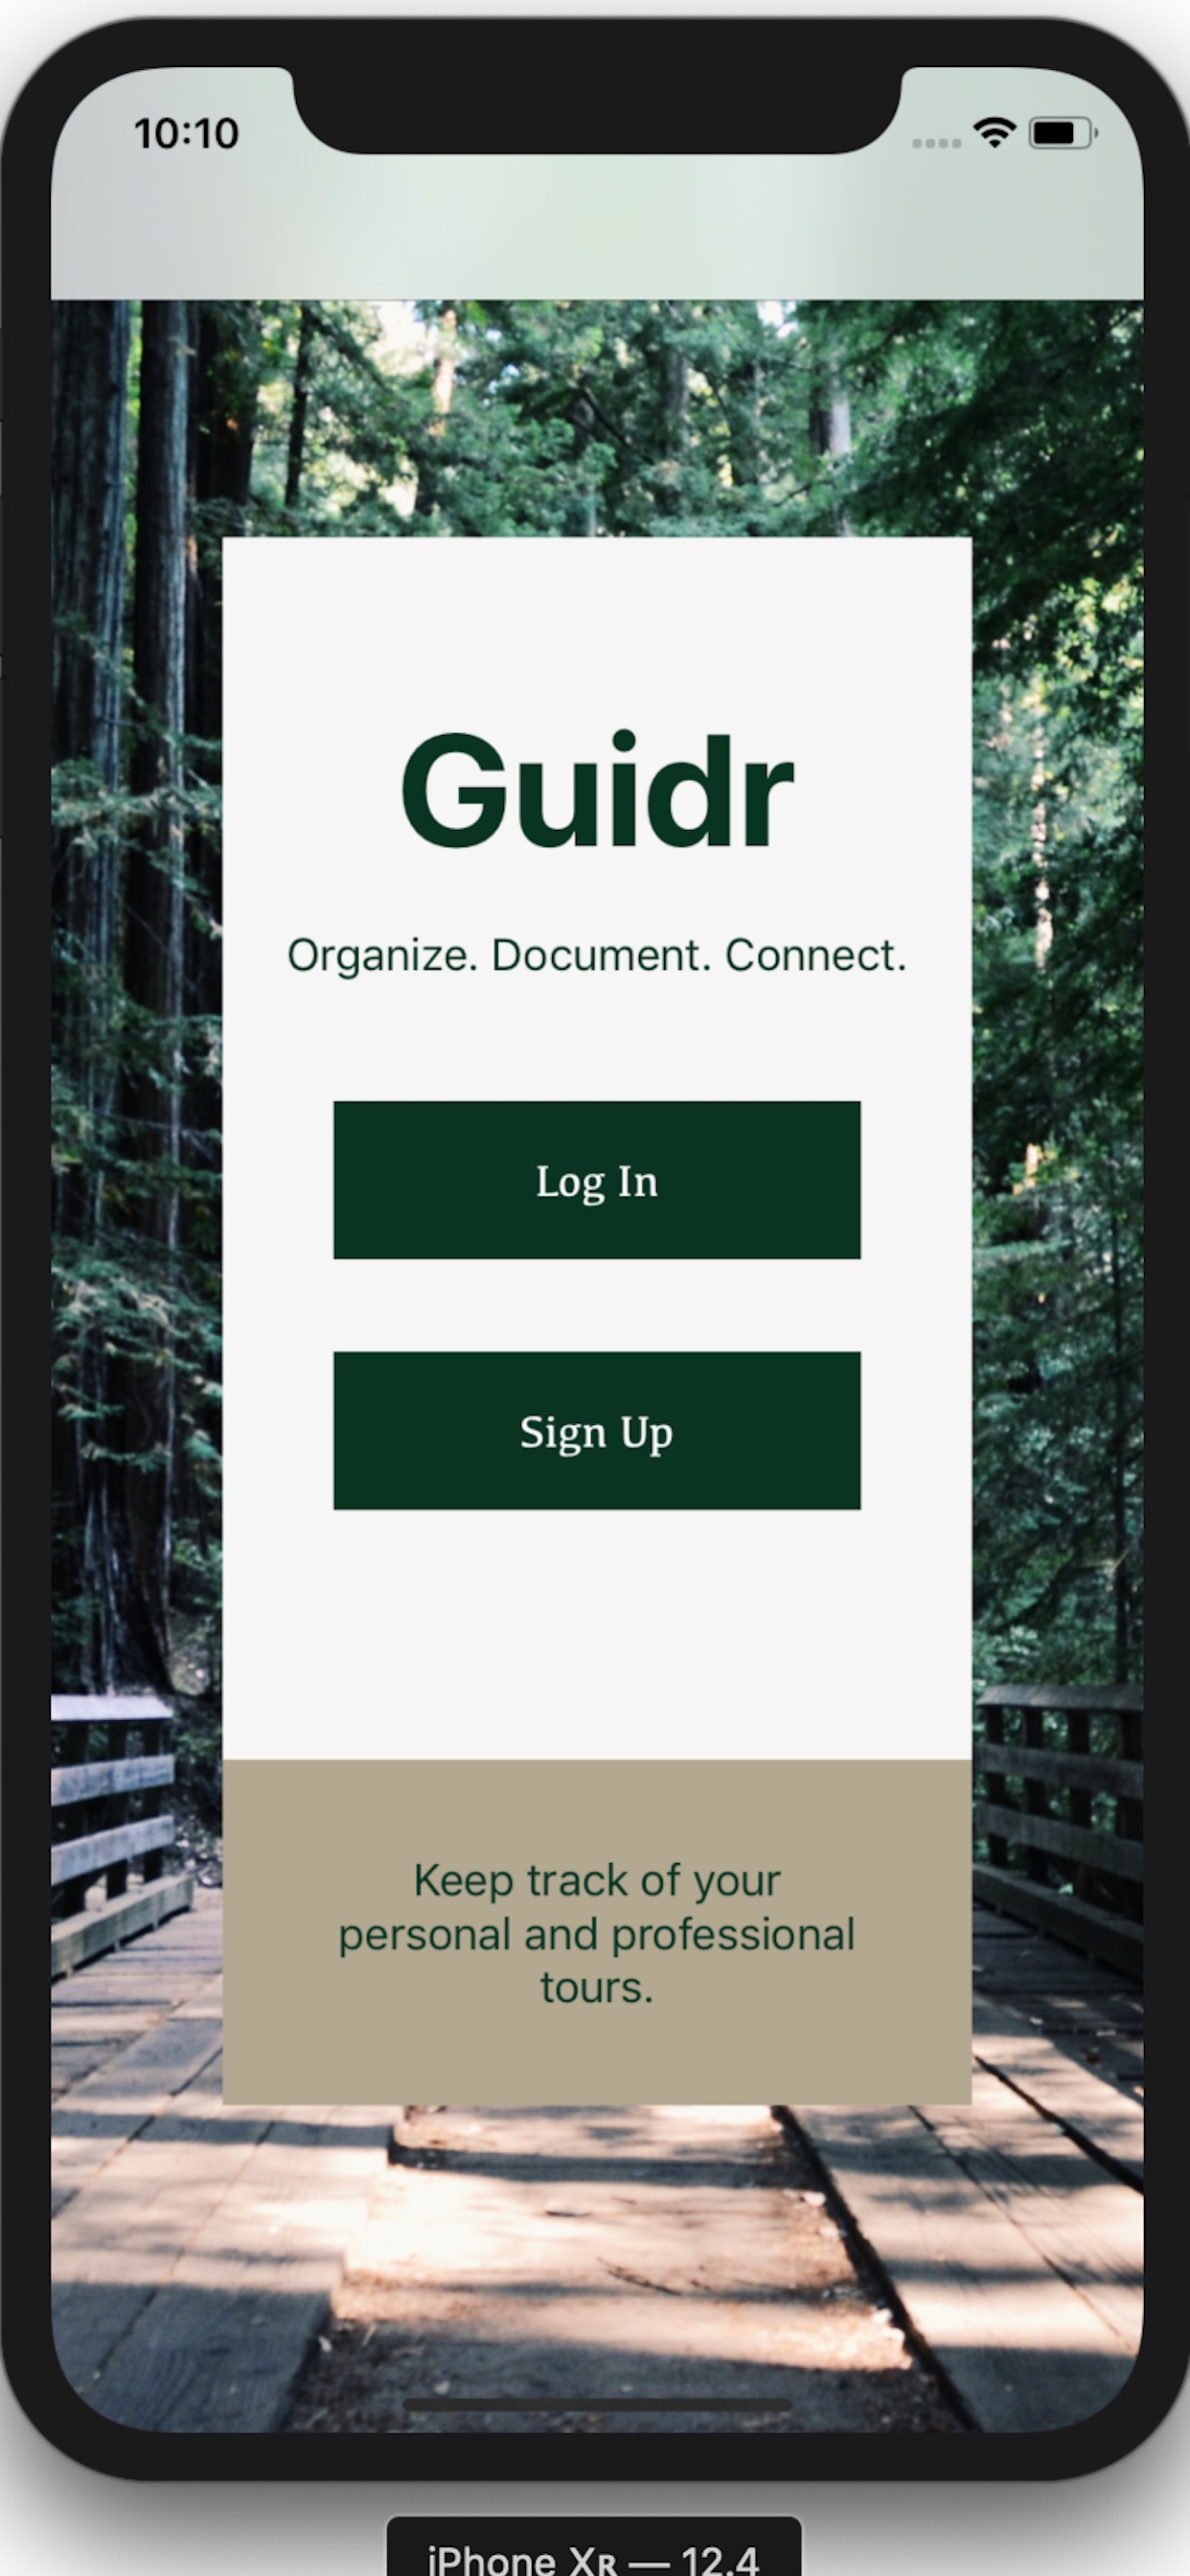 10:10
Guidr
Organize. Document. Connect.
Log In
Sign Up
Keep track of your
personal and professional
tours.
iPhone Xʀ — 12.4